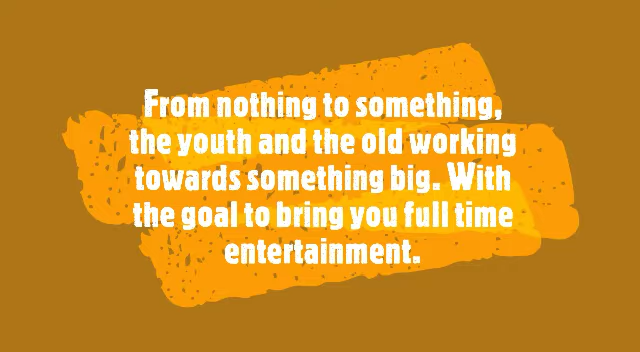 From nothing to something,
the youth and the old working
towards something big. With
the goal to bring you full time
entertainment.